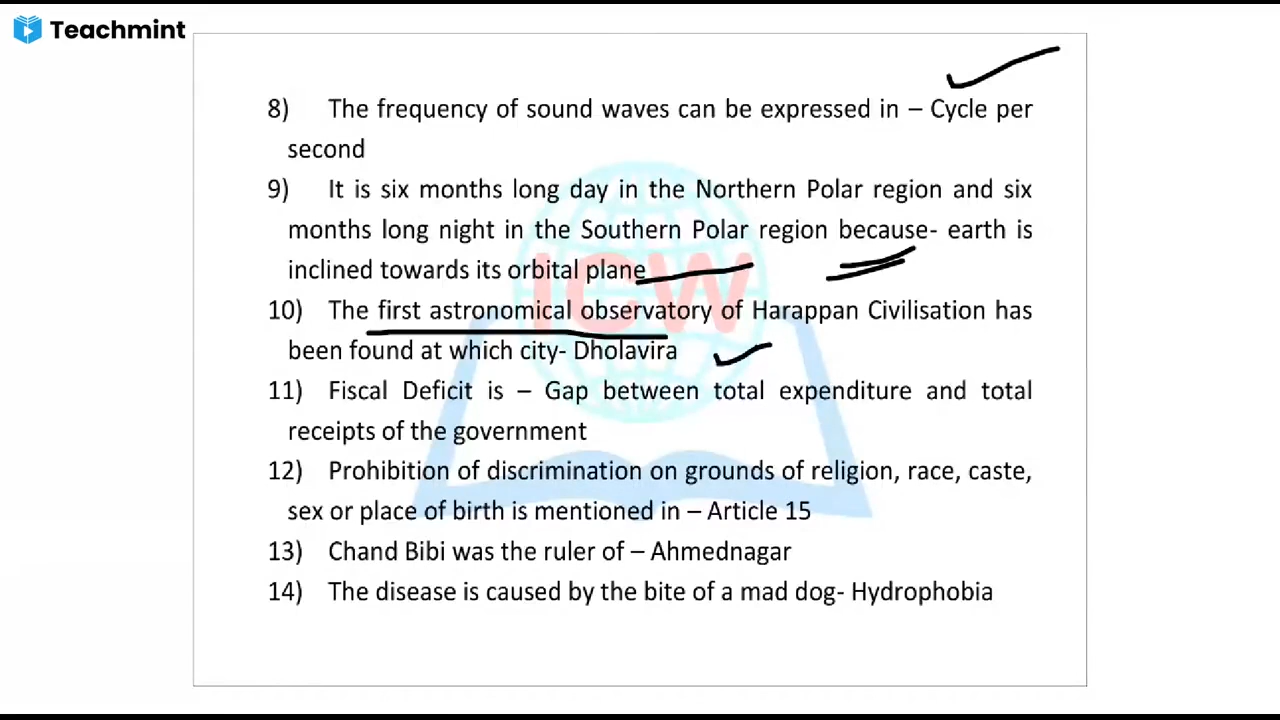 Teachmint
8) The frequency of sound waves can be expressed in – Cycle per
second
9) It is six months long day in the Northern Polar region and six
months long night in the Southern Polar region because- earth is
inclined towards its orbital plane
10) The first astronomical observatory of Harappan Civilisation has
been found at which city- Dholavira
11) Fiscal Deficit is – Gap between total expenditure and total
receipts of the government
12) Prohibition of discrimination on grounds of religion, race, caste,
sex or place of birth is mentioned in – Article 15
13) Chand Bibi was the ruler of – Ahmednagar
14) The disease is caused by the bite of a mad dog- Hydrophobia
ICW